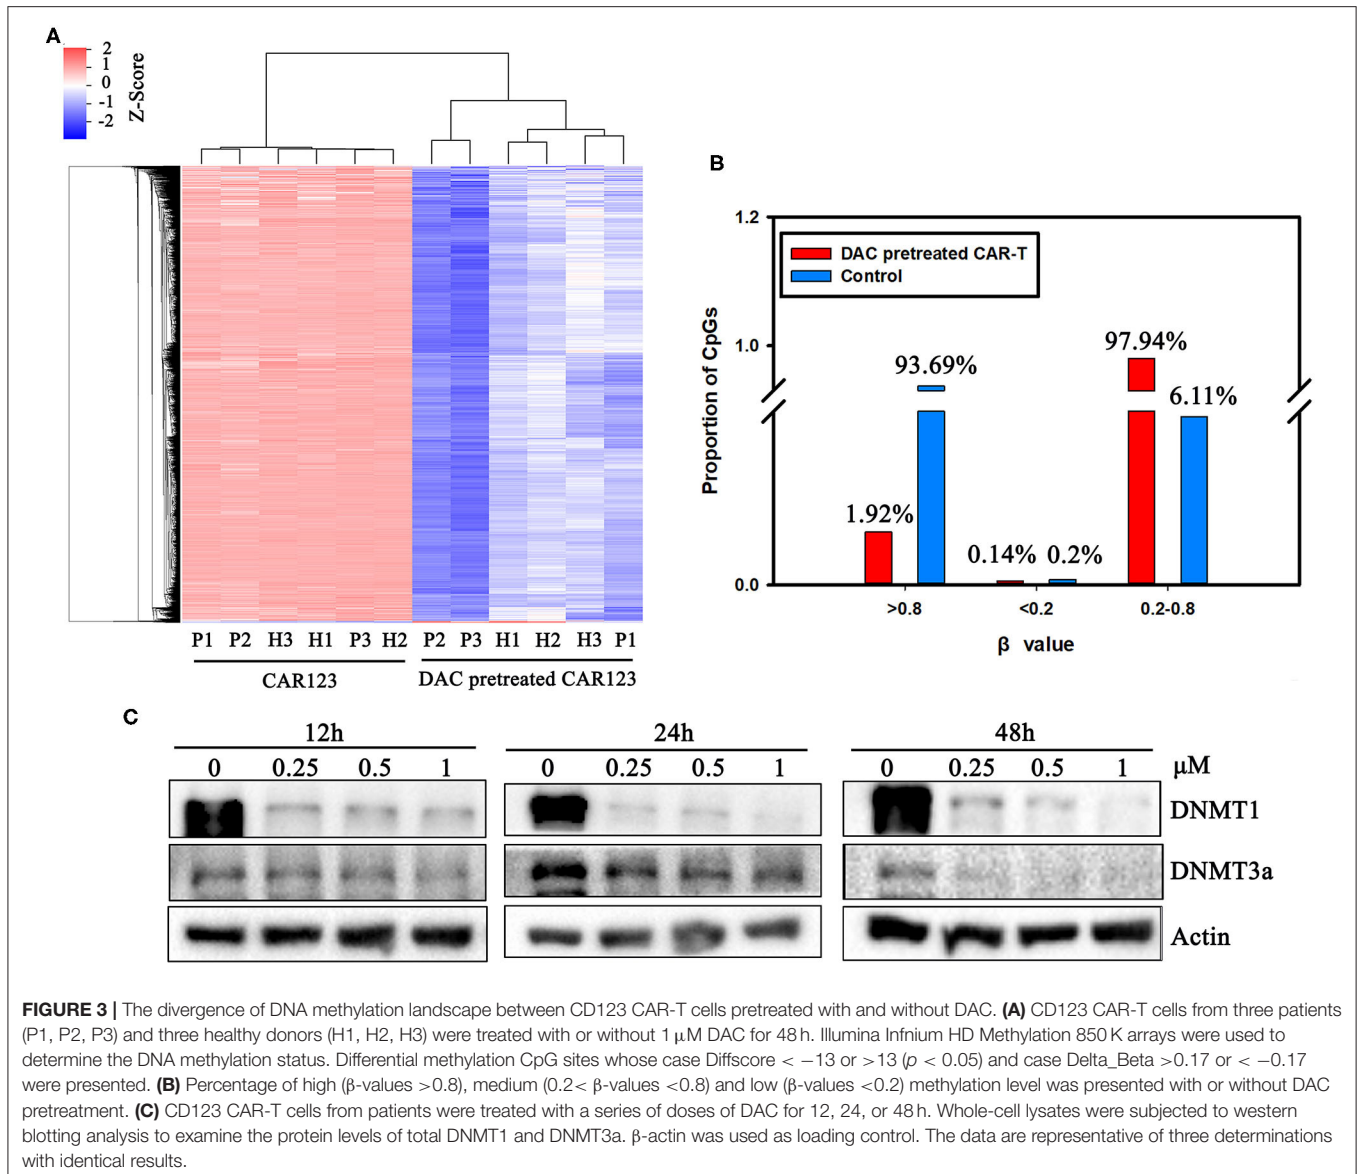 A
2
1
0
-1
-2
Z-Score
P1 P2 H3 H1 P3 H2 P2 P3 H1 H2 H3 P1
CAR123 DAC pretreated CAR123
B
1.2
1.0
0.0
Proportion of CpGs
DAC pretreated CAR-T
Control
1.92%
93.69%
0.14%
0.2%
97.94%
6.11%
>0.8 <0.2 0.2-0.8
β value
C
12h 24h 48h
0 0.25 0.5 1 0 0.25 0.5 1 0 0.25 0.5 1 μM
DNMT1
DNMT3a
Actin
FIGURE 3 | The divergence of DNA methylation landscape between CD123 CAR-T cells pretreated with and without DAC. (A) CD123 CAR-T cells from three patients
(P1, P2, P3) and three healthy donors (H1, H2, H3) were treated with or without 1 μM DAC for 48 h. Illumina Infnium HD Methylation 850 K arrays were used to
determine the DNA methylation status. Differential methylation CpG sites whose case Diffscore < −13 or >13 (p < 0.05) and case Delta_Beta >0.17 or < −0.17
were presented. (B) Percentage of high (β-values >0.8), medium (0.2< β-values <0.8) and low (β-values <0.2) methylation level was presented with or without DAC
pretreatment. (C) CD123 CAR-T cells from patients were treated with a series of doses of DAC for 12, 24, or 48 h. Whole-cell lysates were subjected to western
blotting analysis to examine the protein levels of total DNMT1 and DNMT3a. β-actin was used as loading control. The data are representative of three determinations
with identical results.